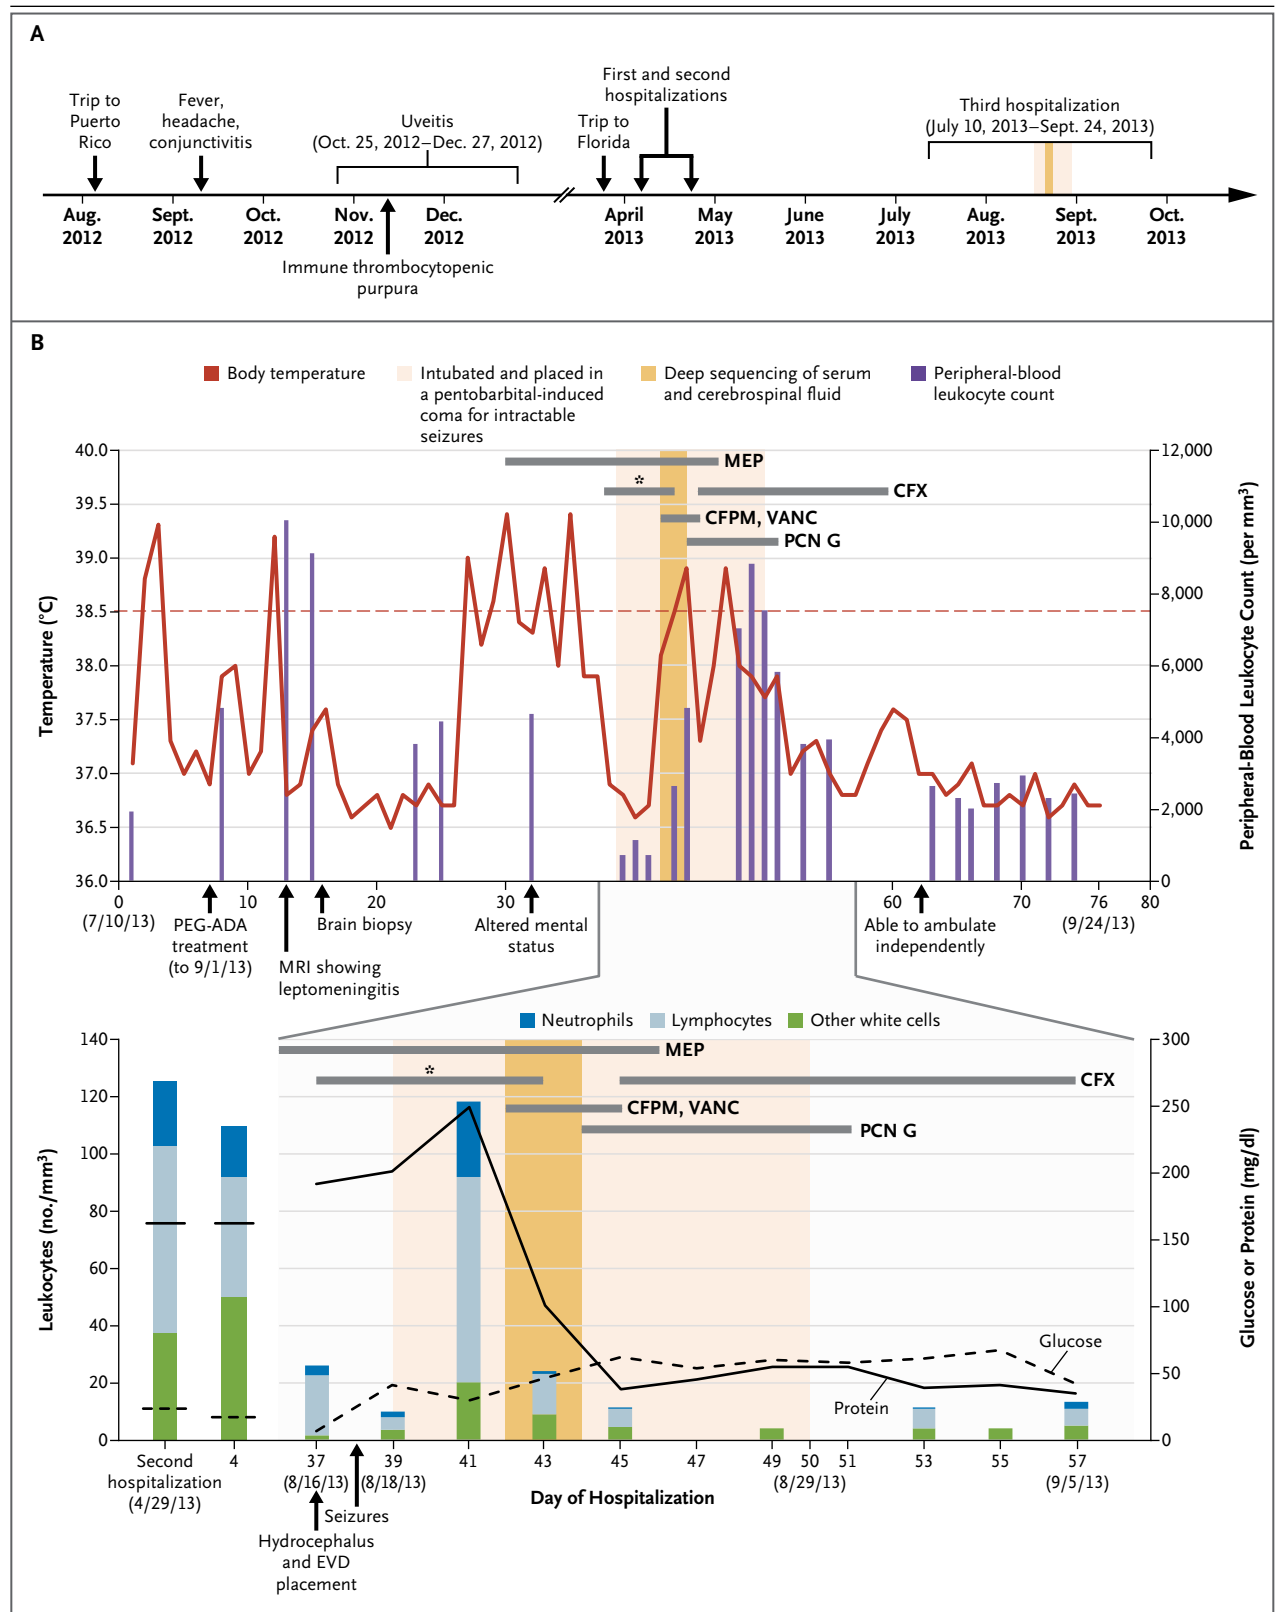 A
Trip to
Puerto
Rico
Fever,
headache,
conjunctivitis
Uveitis
(Oct. 25, 2012–Dec. 27, 2012)
Trip to
Florida
First and second
hospitalizations
Third hospitalization
(July 10, 2013–Sept. 24, 2013)
Aug.
2012
Sept.
2012
Oct.
2012
Nov.
2012
Dec.
2012
April
2013
May
2013
June
2013
July
2013
Aug.
2013
Sept.
2013
Oct.
2013
Immune thrombocytopenic
purpura
B
Body temperature
Intubated and placed in
a pentobarbital-induced
coma for intractable
seizures
Deep sequencing of serum
and cerebrospinal fluid
Peripheral-blood
leukocyte count
Temperature (°C)
40.0
39.5
39.0
38.5
38.0
37.5
37.0
36.5
36.0
MEP
*
CFX
CFPM, VANC
PCN G
12,000
10,000
8,000
6,000
4,000
2,000
0
Peripheral-Blood Leukocyte Count (per mm³)
0
(7/10/13)
10
20
30
60
70
76
(9/24/13)
80
PEG-ADA
treatment
(to 9/1/13)
MRI showing
leptomeningitis
Brain biopsy
Altered mental
status
Able to ambulate
independently
Neutrophils
Lymphocytes
Other white cells
Leukocytes (no./mm³)
140
120
100
80
60
40
20
0
MEP
*
CFX
CFPM, VANC
PCN G
Glucose
Protein
300
250
200
150
100
50
0
Glucose or Protein (mg/dl)
Second
hospitalization
(4/29/13)
4
37
(8/16/13)
39
(8/18/13)
41
43
45
47
49
50
(8/29/13)
51
53
55
57
(9/5/13)
Day of Hospitalization
Seizures
Hydrocephalus
and EVD
placement